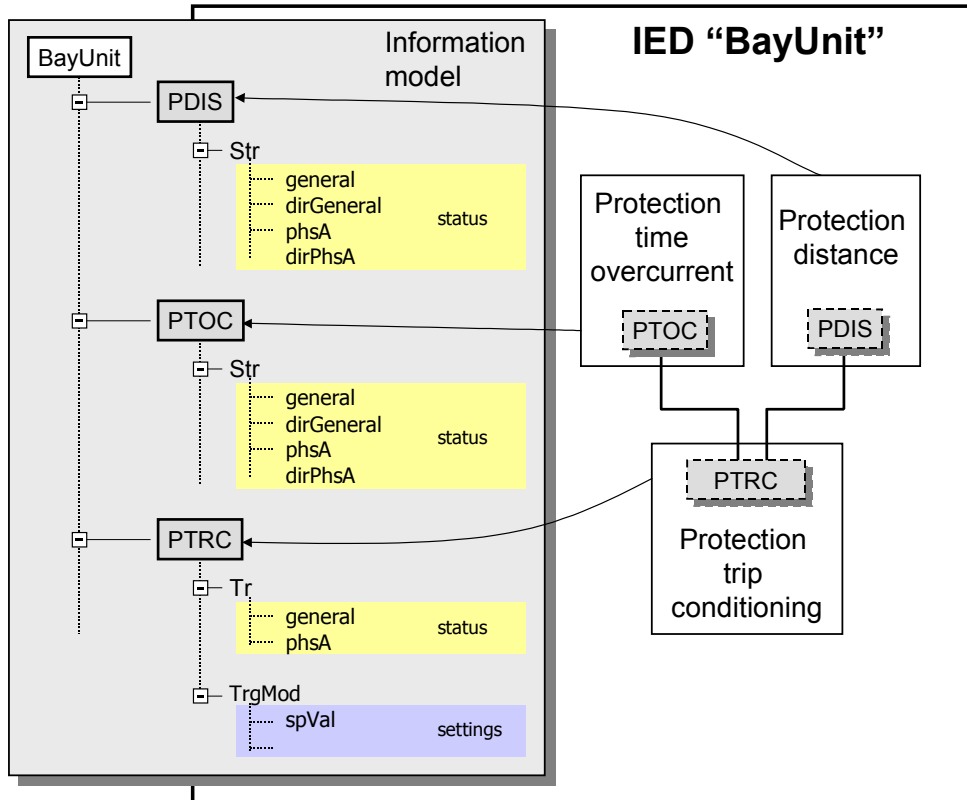 IED “BayUnit”
Information
model
BayUnit
PDIS
Str
general
dirGeneral
phsA
dirPhsA
status
PTOC
Str
general
dirGeneral
phsA
dirPhsA
status
PTRC
Tr
general
phsA
status
TrgMod
spVal
settings
Protection
time
overcurrent
PTOC
Protection
distance
PDIS
PTRC
Protection
trip
conditioning